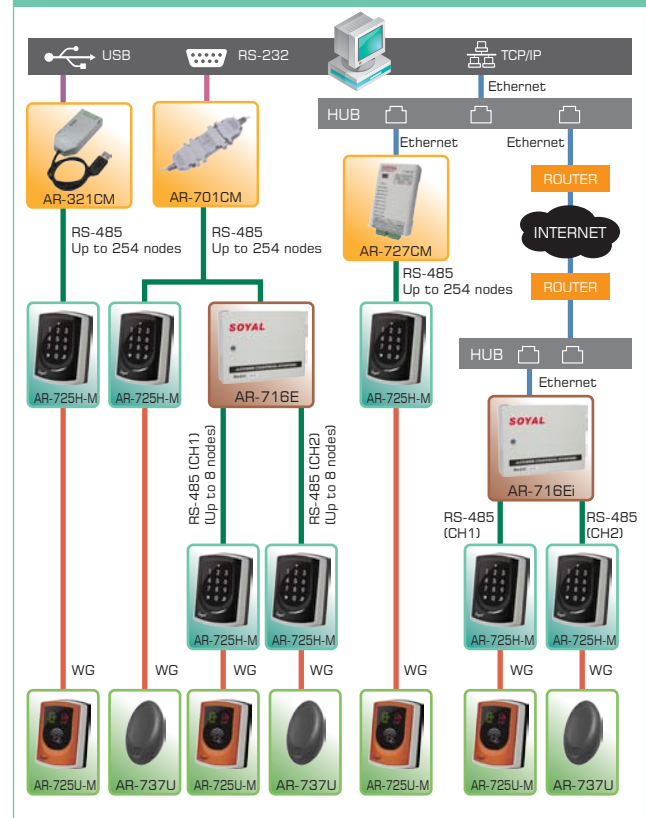 USB
RS-232
TCP/IP
Ethernet
HUB
Ethernet
Ethernet
AR-321CM
AR-701CM
AR-727CM
ROUTER
INTERNET
ROUTER
RS-485
Up to 254 nodes
RS-485
Up to 254 nodes
RS-485
Up to 254 nodes
SOYAL
AR-725H-M
AR-725H-M
AR-716E
AR-725H-M
HUB
Ethernet
SOYAL
AR-716Ei
RS-485 (CH1)
(Up to 8 nodes)
RS-485 (CH2)
(Up to 8 nodes)
RS-485
(CH1)
RS-485
(CH2)
AR-725H-M
AR-725H-M
AR-725H-M
AR-725H-M
WG
WG
WG
WG
WG
WG
WG
AR-725U-M
AR-737U
AR-725U-M
AR-737U
AR-725U-M
AR-725U-M
AR-737U